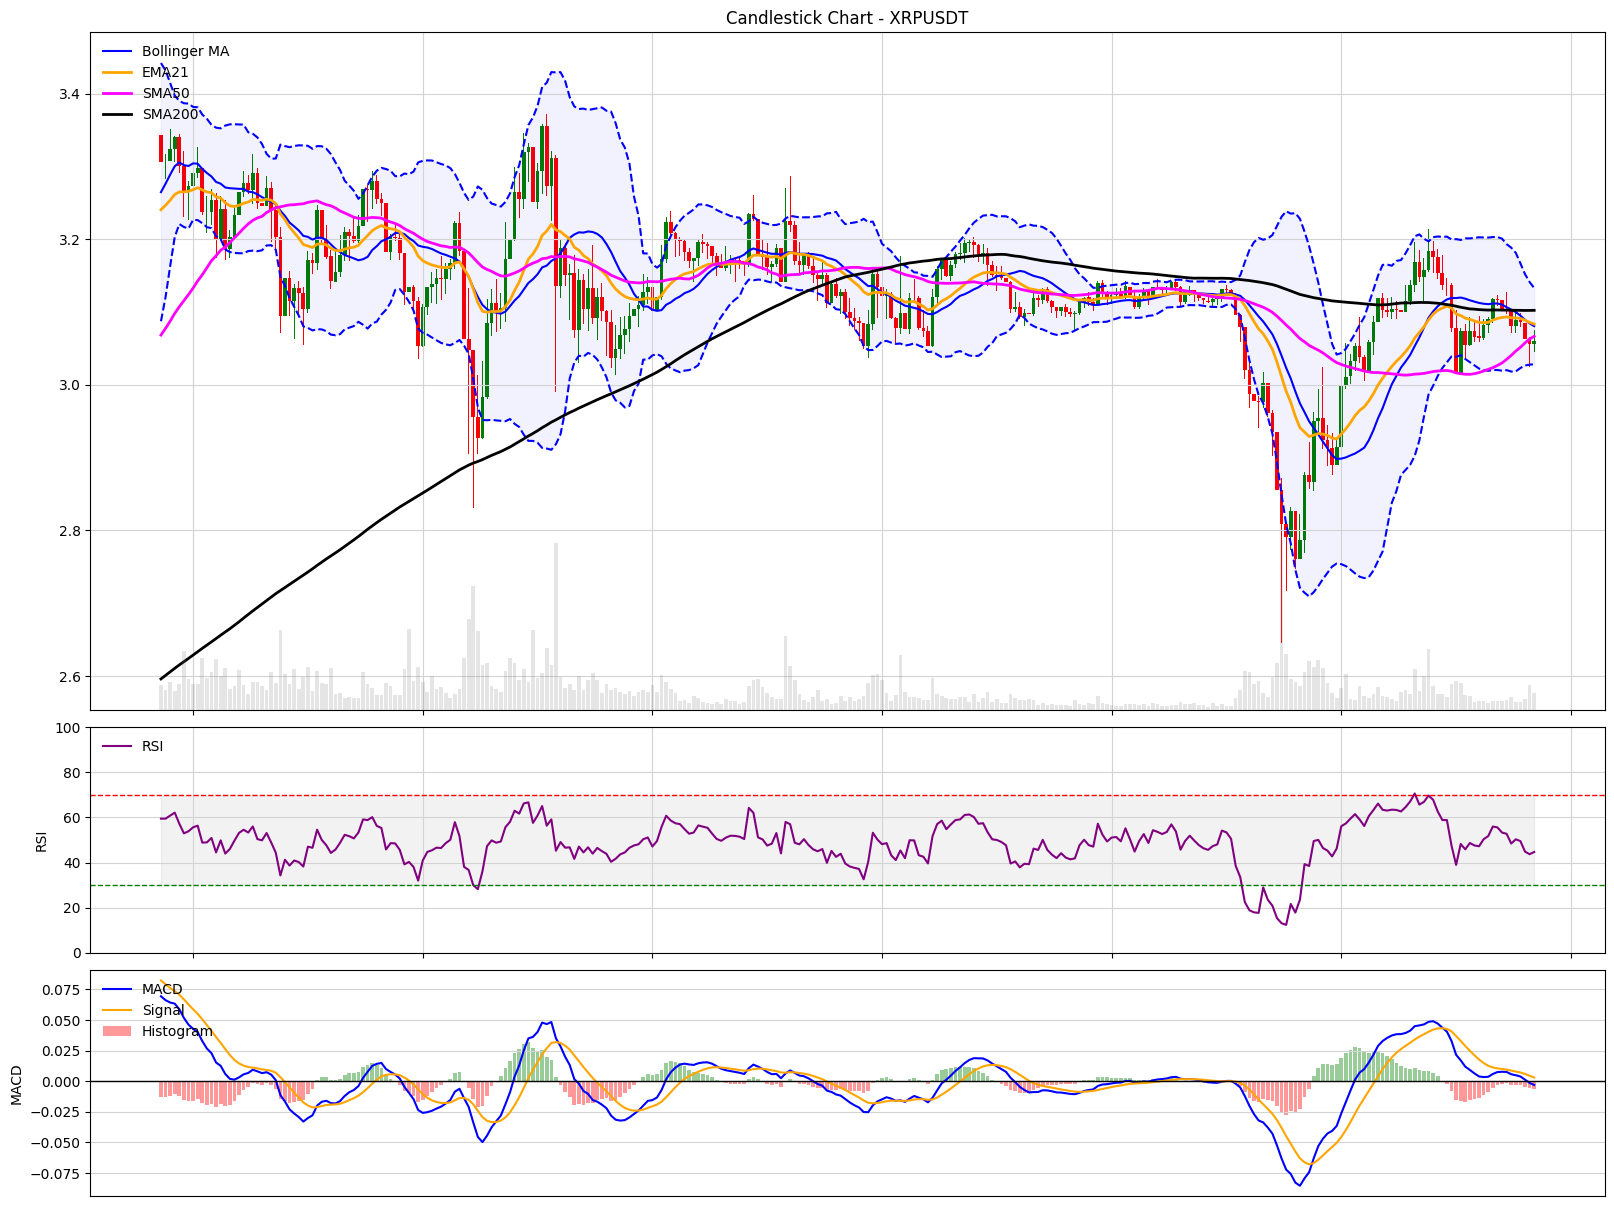 Candlestick Chart - XRPUSDT
Bollinger MA
EMA21
SMA50
SMA200
3.4
3.2
3.0
2.8
2.6
RSI
RSI
100
80
60
40
20
0
MACD
Signal
Histogram
MACD
0.075
0.050
0.025
0.000
−0.025
−0.050
−0.075